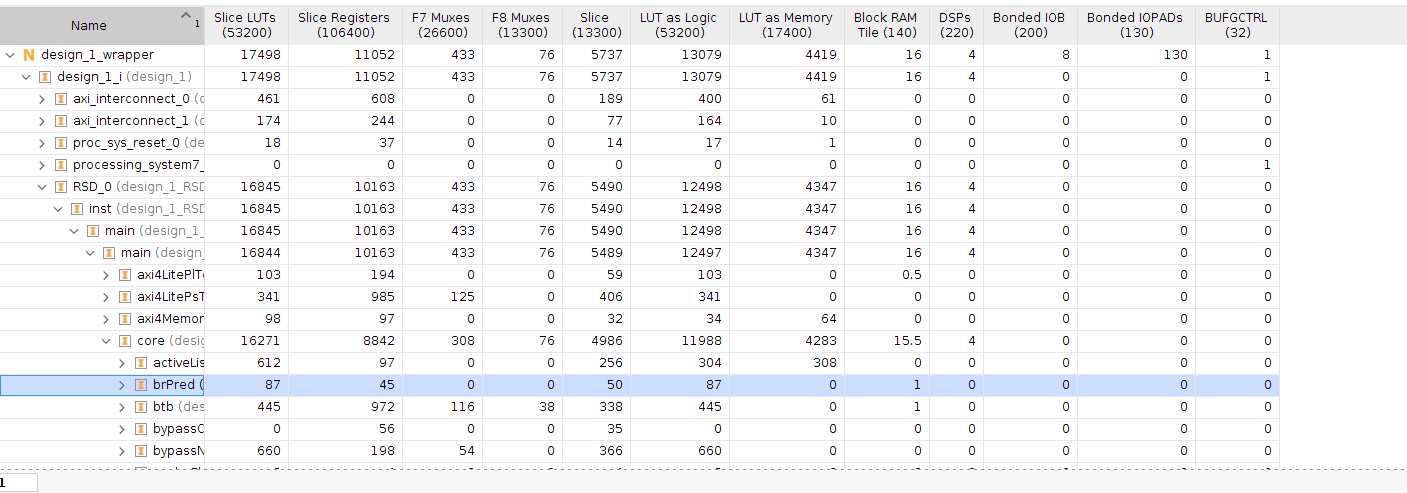 Name 1 Slice LUTs (53200) Slice Registers (106400) F7 Muxes (26600) F8 Muxes (13300) Slice (13300) LUT as Logic (53200) LUT as Memory (17400) Block RAM Tile (140) DSPs (220) Bonded IOB (200) Bonded IOPADs (130) BUFGCTRL (32)
N design_1_wrapper 17498 11052 433 76 5737 13079 4419 16 4 8 130 1
design_1_i (design_1) 17498 11052 433 76 5737 13079 4419 16 4 0 0 1
axi_interconnect_0 (c 461 608 0 0 189 400 61 0 0 0 0 0
axi_interconnect_1 (c 174 244 0 0 77 164 10 0 0 0 0 0
proc_sys_reset_0 (de 18 37 0 0 14 17 1 0 0 0 0 0
processing_system7_ 0 0 0 0 0 0 0 0 0 0 0 1
RSD_0 (design_1_RSD 16845 10163 433 76 5490 12498 4347 16 4 0 0 0
inst (design_1_RSD 16845 10163 433 76 5490 12498 4347 16 4 0 0 0
main (design_1_ 16845 10163 433 76 5490 12498 4347 16 4 0 0 0
main (design_ 16844 10163 433 76 5489 12497 4347 16 4 0 0 0
axi4LitePlT 103 194 0 0 59 103 0 0.5 0 0 0 0
axi4LitePsT 341 985 125 0 406 341 0 0 0 0 0 0
axi4Memor 98 97 0 0 32 34 64 0 0 0 0 0
core (desig 16271 8842 308 76 4986 11988 4283 15.5 4 0 0 0
activeLis 612 97 0 0 256 304 308 0 0 0 0 0
brPred ( 87 45 0 0 50 87 0 1 0 0 0 0
btb (des 445 972 116 38 338 445 0 1 0 0 0 0
bypassC 0 56 0 0 35 0 0 0 0 0 0 0
bypassN 660 198 54 0 366 660 0 0 0 0 0 0
1